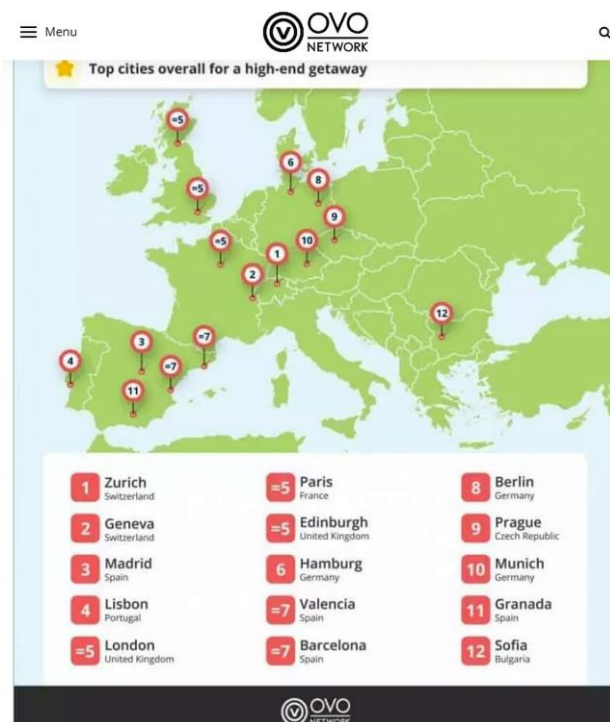 Menu
OVO
NETWORK
Top cities overall for a high-end getaway
=5
6
=5
8
9
=5
10
1
2
12
3
=7
4
=7
11
1 Zurich
Switzerland
2 Geneva
Switzerland
3 Madrid
Spain
4 Lisbon
Portugal
=5 London
United Kingdom
=5 Paris
France
=5 Edinburgh
United Kingdom
6 Hamburg
Germany
=7 Valencia
Spain
=7 Barcelona
Spain
8 Berlin
Germany
9 Prague
Czech Republic
10 Munich
Germany
11 Granada
Spain
12 Sofia
Bulgaria
OVO
NETWORK